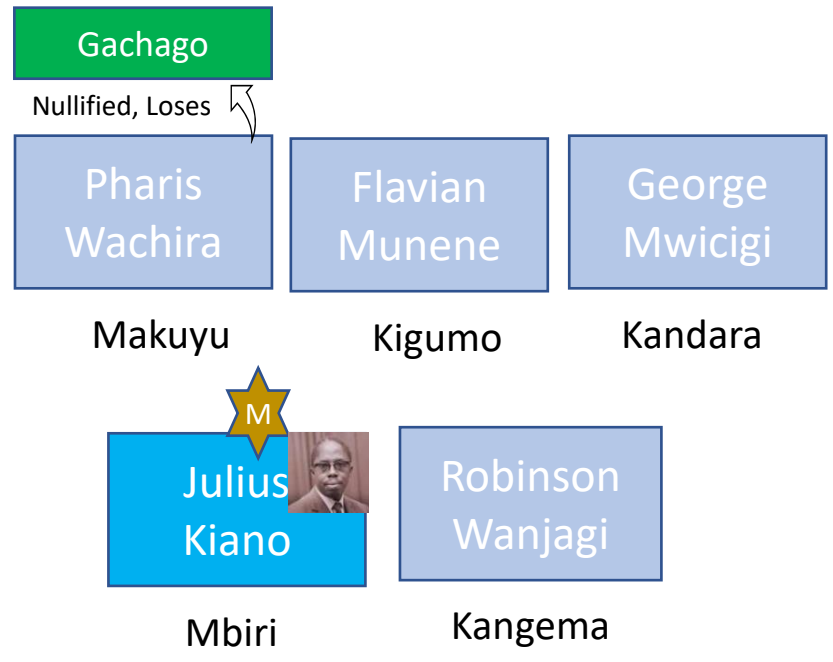 Gachago
Nullified, Loses
Pharis
Wachira
Flavian
Munene
George
Mwicigi
Makuyu
Kigumo
Kandara
M
Julius
Kiano
Robinson
Wanjagi
Mbiri
Kangema